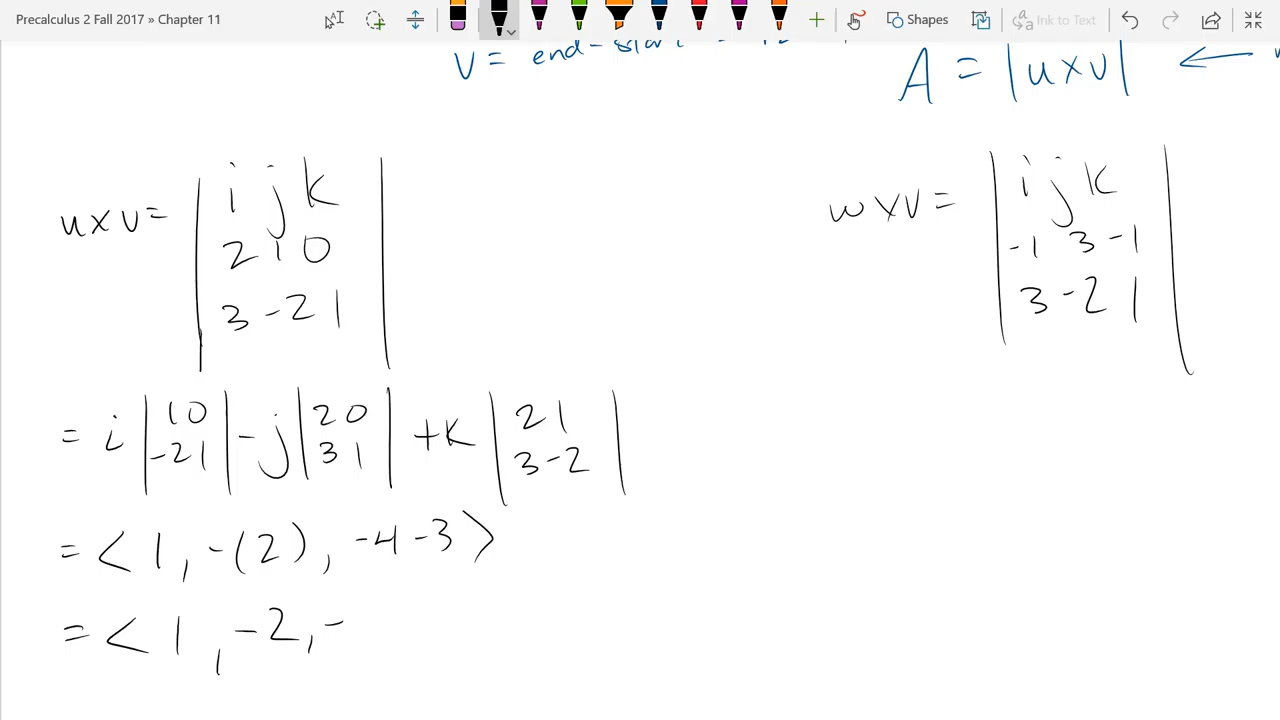 Precalculus 2 Fall 2017 » Chapter 11
Shapes
Ink to Text
V = end - start
A = |u×v| ←
u×v = | i j k |
2 1 0
3 -2 1
w×v = | i j k |
-1 3 -1
3 -2 1
= i |1 0| - j |2 0| + k |2 1|
|-2 1| |3 1| |3 -2|
= < 1, -(2), -4 -3 >
= < 1, -2, -